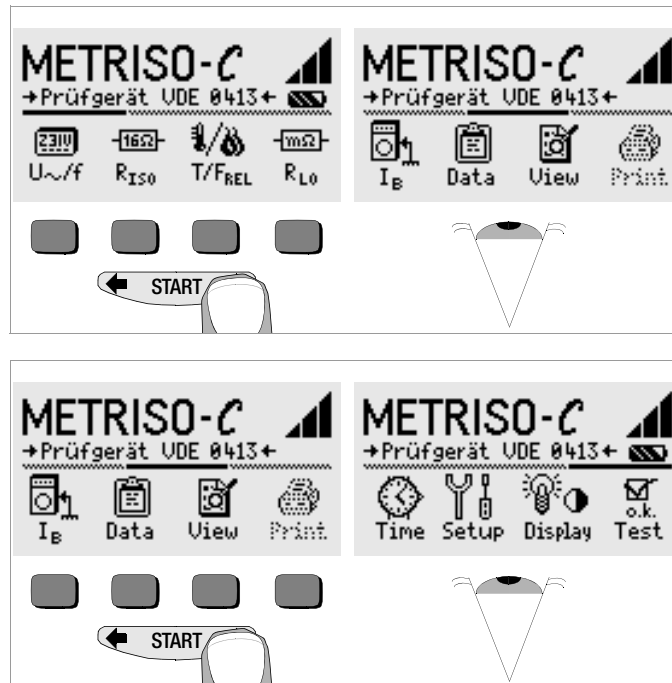 METRISO-C
→Prüfgerät VDE 0413←
231V
16Ω
mΩ
U~/f
RISO
T/FREL
RLO
START
METRISO-C
→Prüfgerät VDE 0413←
IB
Data
View
Print
METRISO-C
→Prüfgerät VDE 0413←
IB
Data
View
Print
START
METRISO-C
→Prüfgerät VDE 0413←
o.k.
Time
Setup
Display
Test